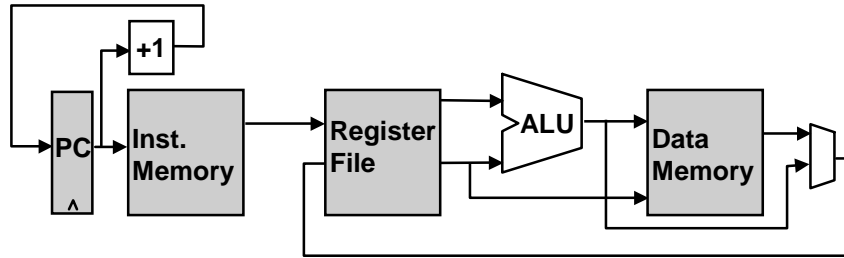 +1
PC
Inst.
Memory
Register
File
ALU
Data
Memory